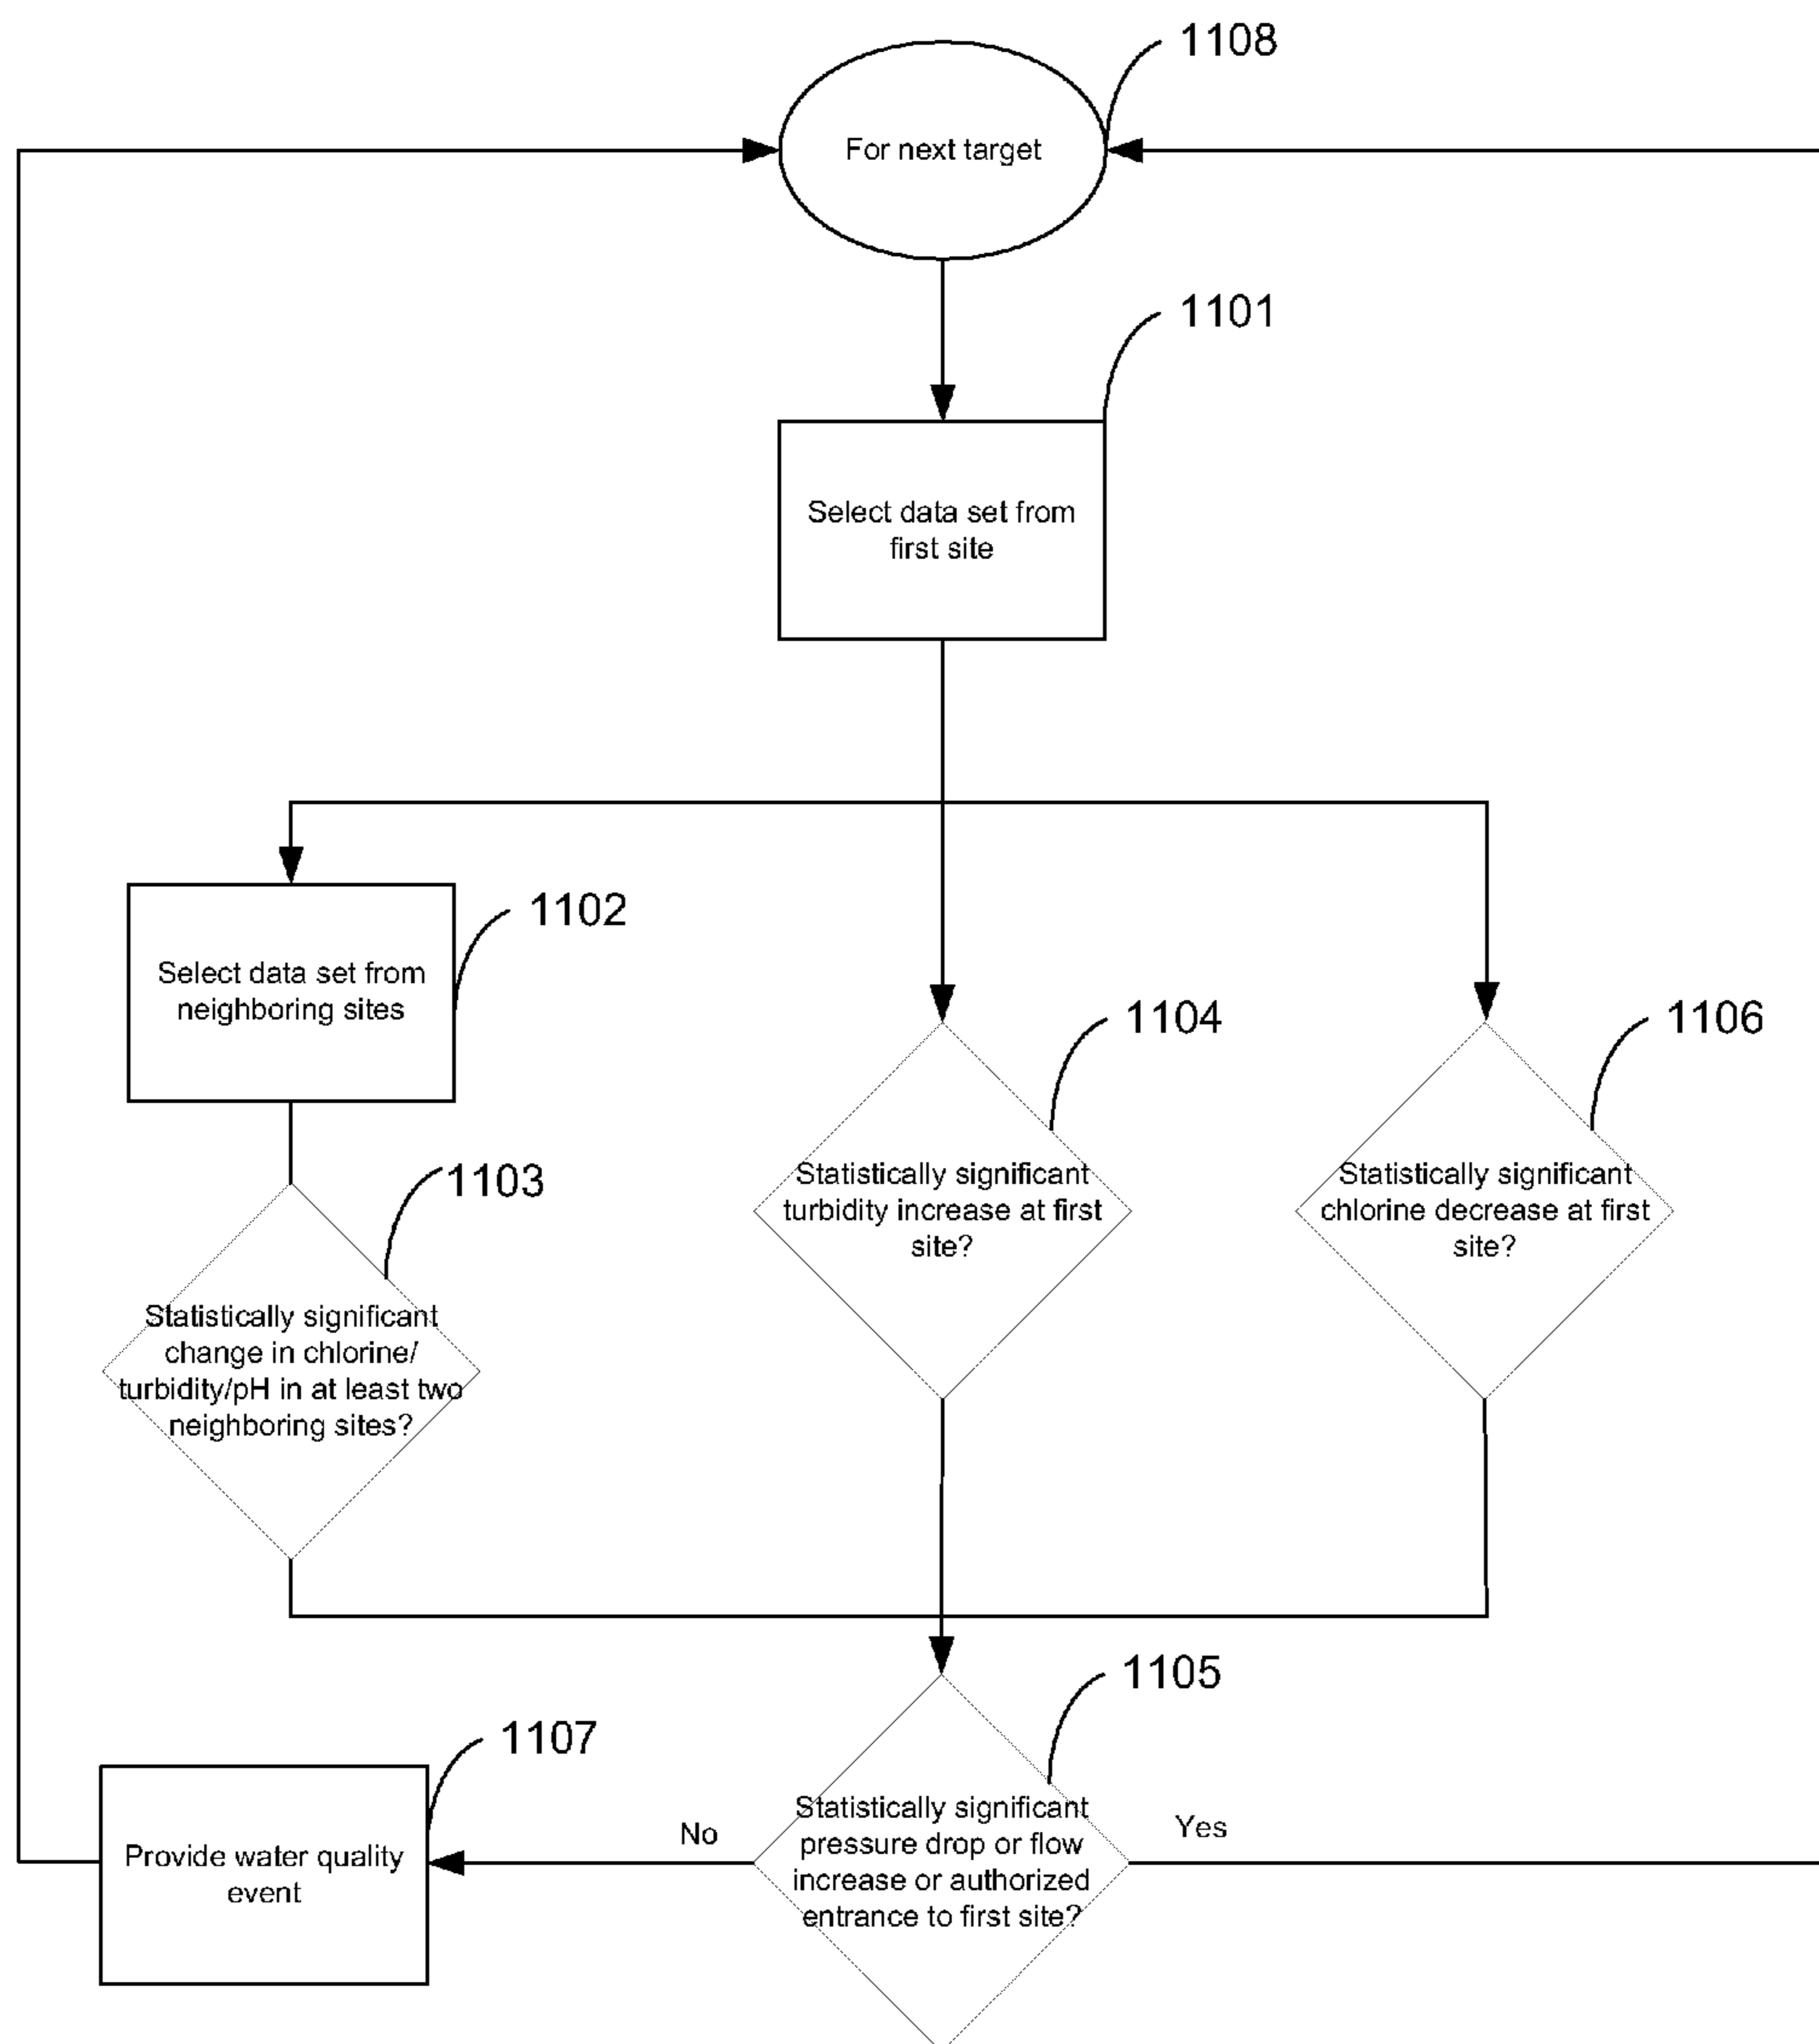 1108
For next target
1101
Select data set from
first site
1102
Select data set from
neighboring sites
1104
Statistically significant
turbidity increase at first
site?
1106
Statistically significant
chlorine decrease at first
site?
1103
Statistically significant
change in chlorine/
turbidity/pH in at least two
neighboring sites?
1105
Statistically significant
pressure drop or flow
increase or authorized
entrance to first site?
No
Yes
1107
Provide water quality
event